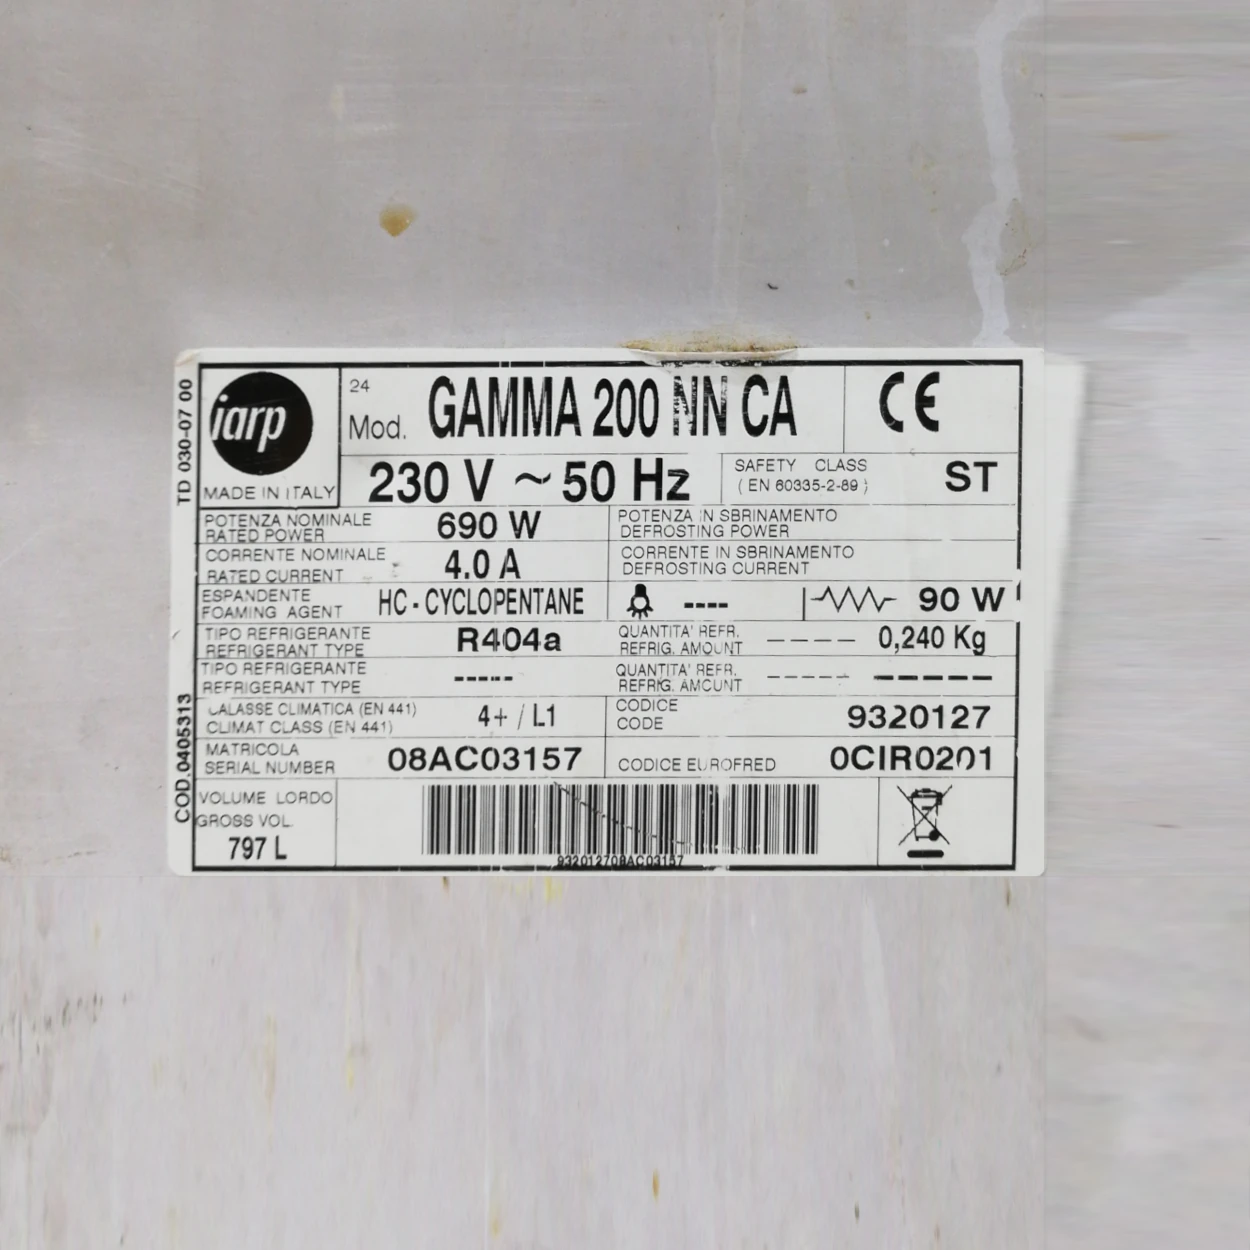 TD 030-07 00
COD.0405313
iarp
MADE IN ITALY
24
Mod. GAMMA 200 NN CA
CE
230 V ~ 50 Hz
SAFETY CLASS
( EN 60335-2-89 )
ST
POTENZA NOMINALE
RATED POWER
690 W
POTENZA IN SBRINAMENTO
DEFROSTING POWER
CORRENTE NOMINALE
RATED CURRENT
4.0 A
CORRENTE IN SBRINAMENTO
DEFROSTING CURRENT
ESPANDENTE
FOAMING AGENT
HC - CYCLOPENTANE
----
90 W
TIPO REFRIGERANTE
REFRIGERANT TYPE
R404a
QUANTITA' REFR.
REFRIG. AMOUNT
---- 0,240 Kg
TIPO REFRIGERANTE
REFRIGERANT TYPE
-----
QUANTITA' REFR.
REFRIG. AMOUNT
---- -----
CALASSE CLIMATICA (EN 441)
CLIMAT CLASS (EN 441)
4+ / L1
CODICE
CODE
9320127
MATRICOLA
SERIAL NUMBER
08AC03157
CODICE EUROFRED
0CIR0201
VOLUME LORDO
GROSS VOL.
797 L
932012708AC03157